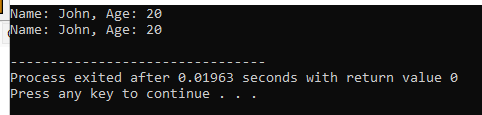 Name: John, Age: 20
Name: John, Age: 20
--------------------------------
Process exited after 0.01963 seconds with return value 0
Press any key to continue . . .